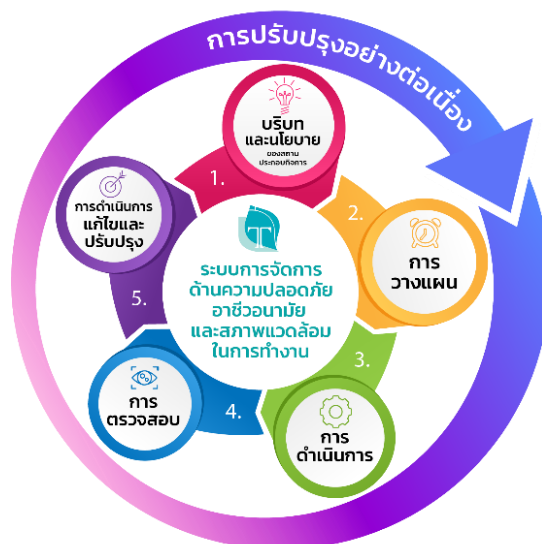 การปรับปรุงอย่างต่อเนื่อง
1.
บริบท
และนโยบาย
ของสถาน
ประกอบกิจการ
2.
การ
วางแผน
3.
การ
ดำเนินการ
4.
การ
ตรวจสอบ
5.
การดำเนินการ
แก้ไขและ
ปรับปรุง
T
ระบบการจัดการ
ด้านความปลอดภัย
อาชีวอนามัย
และสภาพแวดล้อม
ในการทำงาน